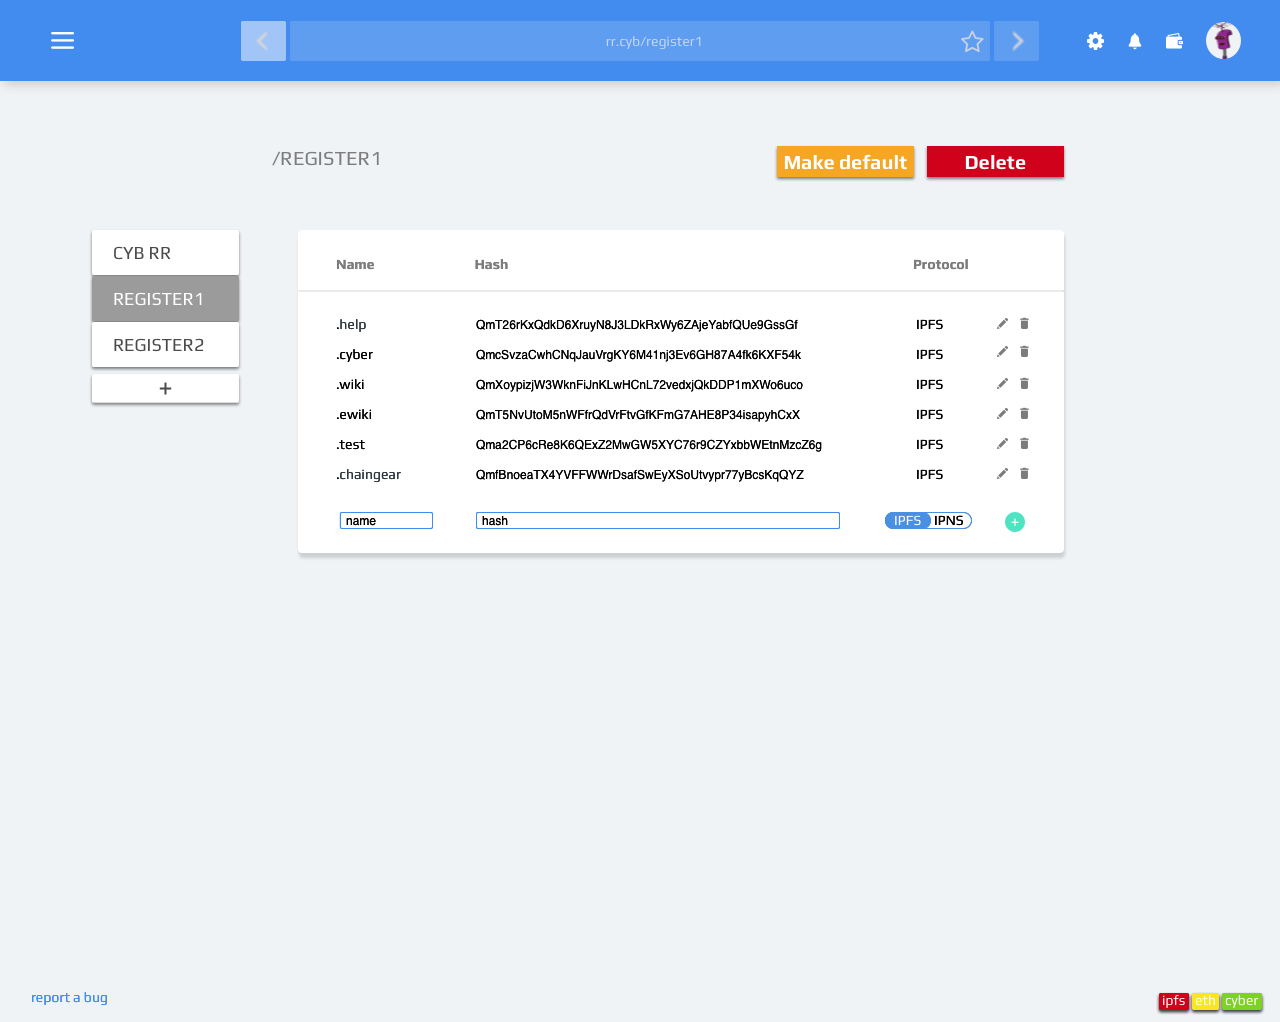 rr.cyb/register1
/REGISTER1
Make default
Delete
CYB RR
REGISTER1
REGISTER2
+
Name Hash Protocol
.help QmT26rKxQdkD6XruyN8J3LDkRxWy6ZAjeYabfQUe9GssGf IPFS
.cyber QmcSvzaCwhCNqJauVrgKY6M41nj3Ev6GH87A4fk6KXF54k IPFS
.wiki QmXoypizjW3WknFiJnKLwHCnL72vedxjQkDDP1mXWo6uco IPFS
.ewiki QmT5NvUtoM5nWFfrQdVrFtvGfKFmG7AHE8P34isapyhCxX IPFS
.test Qma2CP6cRe8K6QExZ2MwGW5XYC76r9CZYxbbWEtnMzcZ6g IPFS
.chaingear QmfBnoeaTX4YVFFWWrDsafSwEyXSoUtvypr77yBcsKqQYZ IPFS
name hash IPFS IPNS +
report a bug
ipfs eth cyber